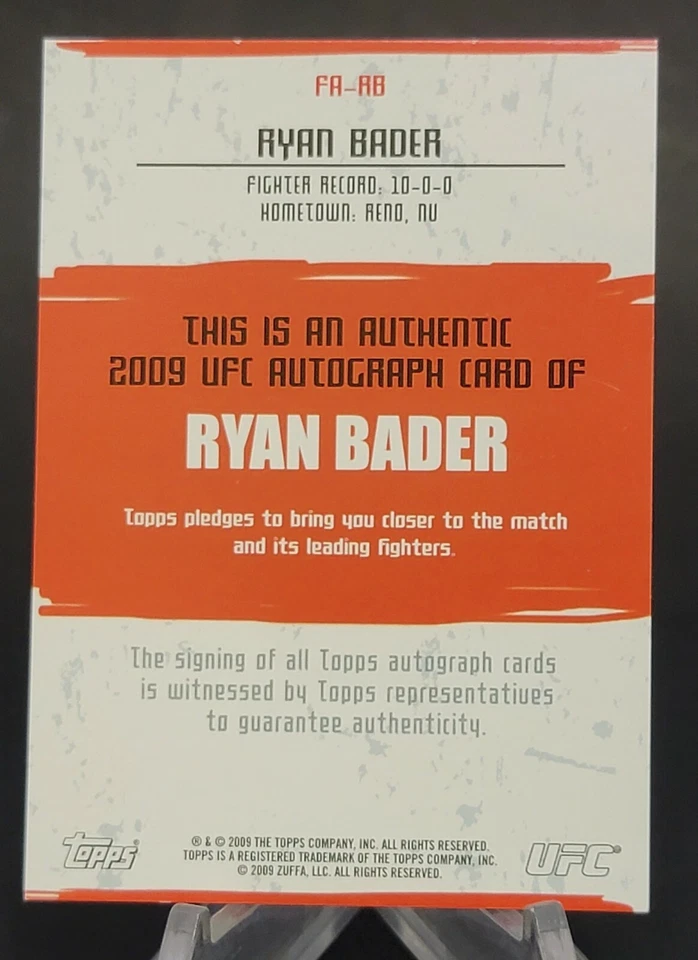 FA-RB
RYAN BADER
FIGHTER RECORD: 10-0-0
HOMETOWN: RENO, NV
THIS IS AN AUTHENTIC
2009 UFC AUTOGRAPH CARD OF
RYAN BADER
Topps pledges to bring you closer to the match
and its leading fighters.
The signing of all Topps autograph cards
is witnessed by Topps representatives
to guarantee authenticity.
Topps®
® & © 2009 THE TOPPS COMPANY, INC. ALL RIGHTS RESERVED.
TOPPS IS A REGISTERED TRADEMARK OF THE TOPPS COMPANY, INC.
© 2009 ZUFFA, LLC. ALL RIGHTS RESERVED.
UFC®